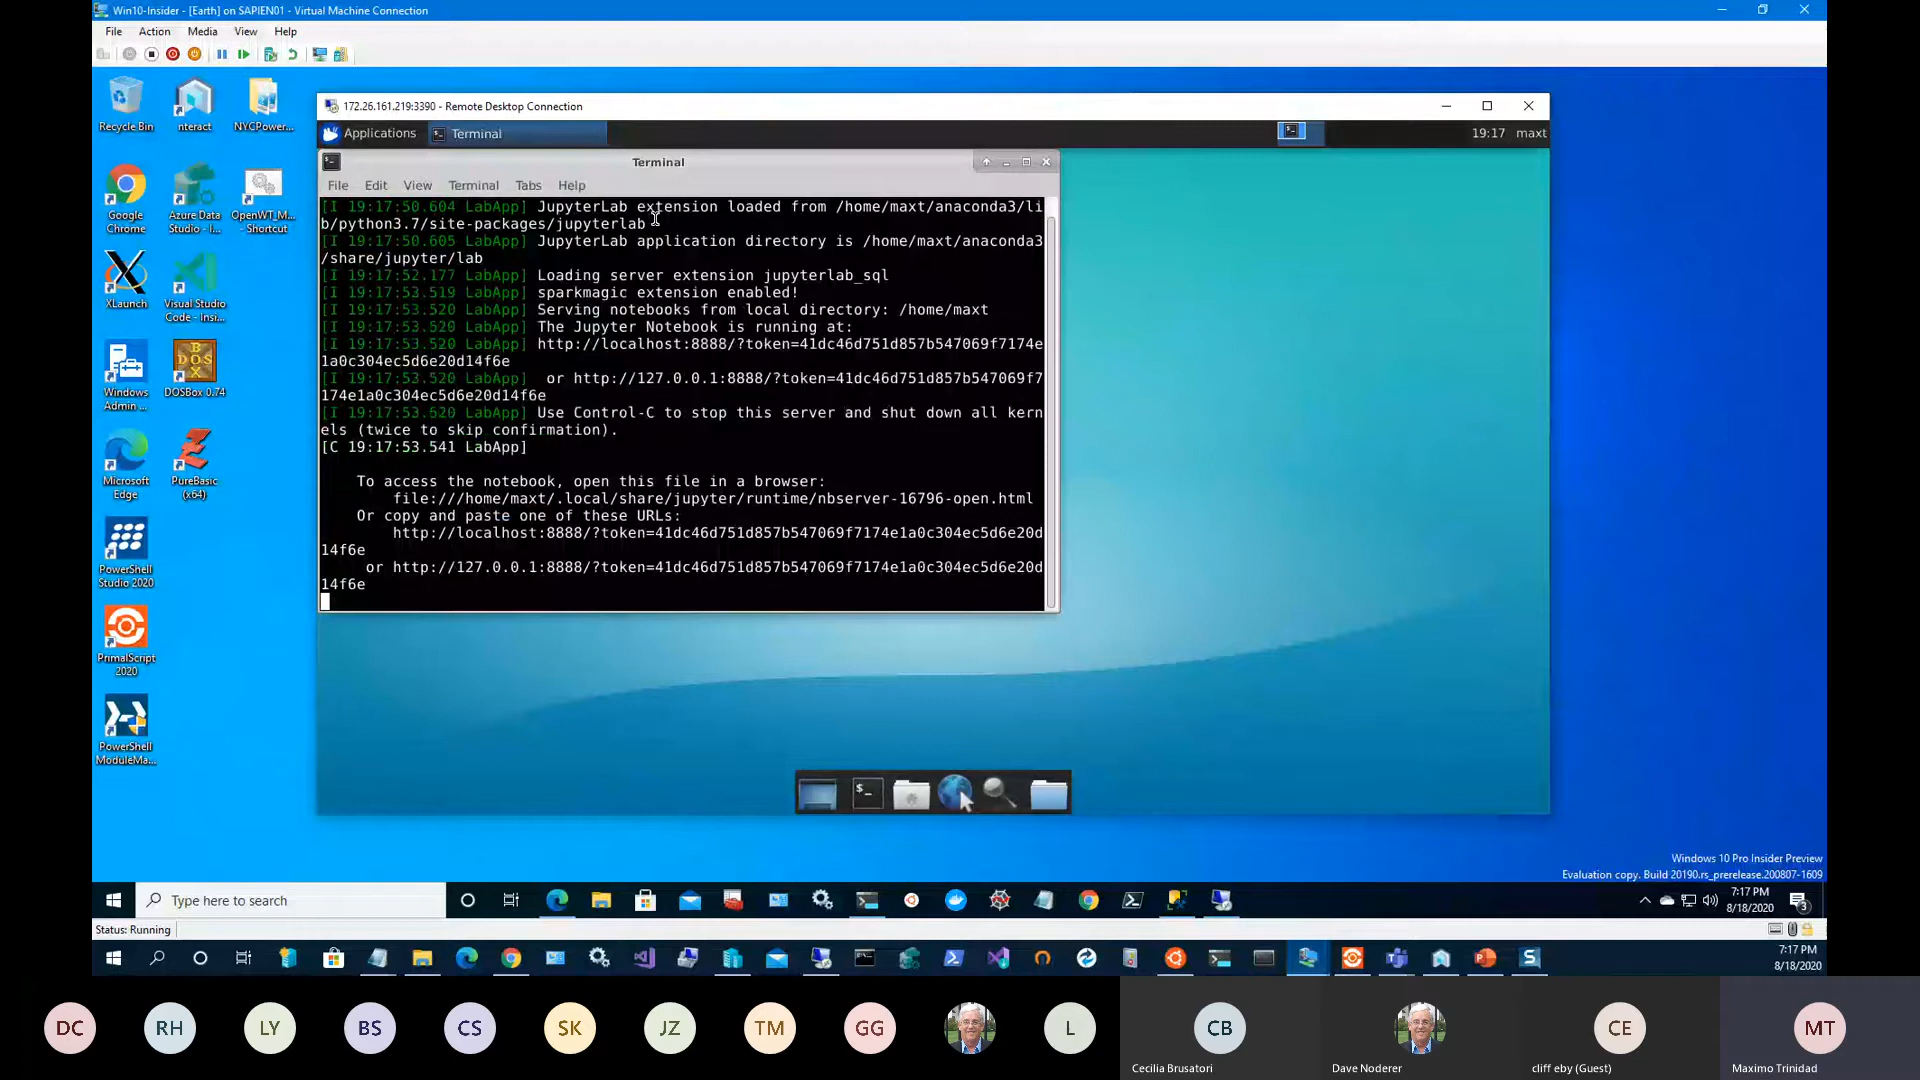 Win10-Insider - [Earth] on SAPIEN01 - Virtual Machine Connection
File Action Media View Help
Recycle Bin
nteract
NYCPower...
Google Chrome
Azure Data Studio - I...
OpenWT_M... - Shortcut
XLaunch
Visual Studio Code - Insi...
Windows Admin ...
DOSBox 0.74
Microsoft Edge
PureBasic (x64)
PowerShell Studio 2020
PrimalScript 2020
PowerShell ModuleMa...
172.26.161.219:3390 - Remote Desktop Connection
Applications Terminal 19:17 maxt
Terminal
File Edit View Terminal Tabs Help
[I 19:17:50.604 LabApp] JupyterLab extension loaded from /home/maxt/anaconda3/li
b/python3.7/site-packages/jupyterlab
[I 19:17:50.605 LabApp] JupyterLab application directory is /home/maxt/anaconda3
/share/jupyter/lab
[I 19:17:52.177 LabApp] Loading server extension jupyterlab_sql
[I 19:17:53.519 LabApp] sparkmagic extension enabled!
[I 19:17:53.520 LabApp] Serving notebooks from local directory: /home/maxt
[I 19:17:53.520 LabApp] The Jupyter Notebook is running at:
[I 19:17:53.520 LabApp] http://localhost:8888/?token=41dc46d751d857b547069f7174e
1a0c304ec5d6e20d14f6e
[I 19:17:53.520 LabApp]  or http://127.0.0.1:8888/?token=41dc46d751d857b547069f7
174e1a0c304ec5d6e20d14f6e
[I 19:17:53.520 LabApp] Use Control-C to stop this server and shut down all kern
els (twice to skip confirmation).
[C 19:17:53.541 LabApp]
To access the notebook, open this file in a browser:
file:///home/maxt/.local/share/jupyter/runtime/nbserver-16796-open.html
Or copy and paste one of these URLs:
http://localhost:8888/?token=41dc46d751d857b547069f7174e1a0c304ec5d6e20d
14f6e
or http://127.0.0.1:8888/?token=41dc46d751d857b547069f7174e1a0c304ec5d6e20d
14f6e
Windows 10 Pro Insider Preview
Evaluation copy. Build 20190.rs_prerelease.200807-1609
Type here to search
7:17 PM
8/18/2020
3
Status: Running
7:17 PM
8/18/2020
DC RH LY BS CS SK JZ TM GG L CB CE MT
Cecilia Brusatori
Dave Noderer
cliff eby (Guest)
Maximo Trinidad